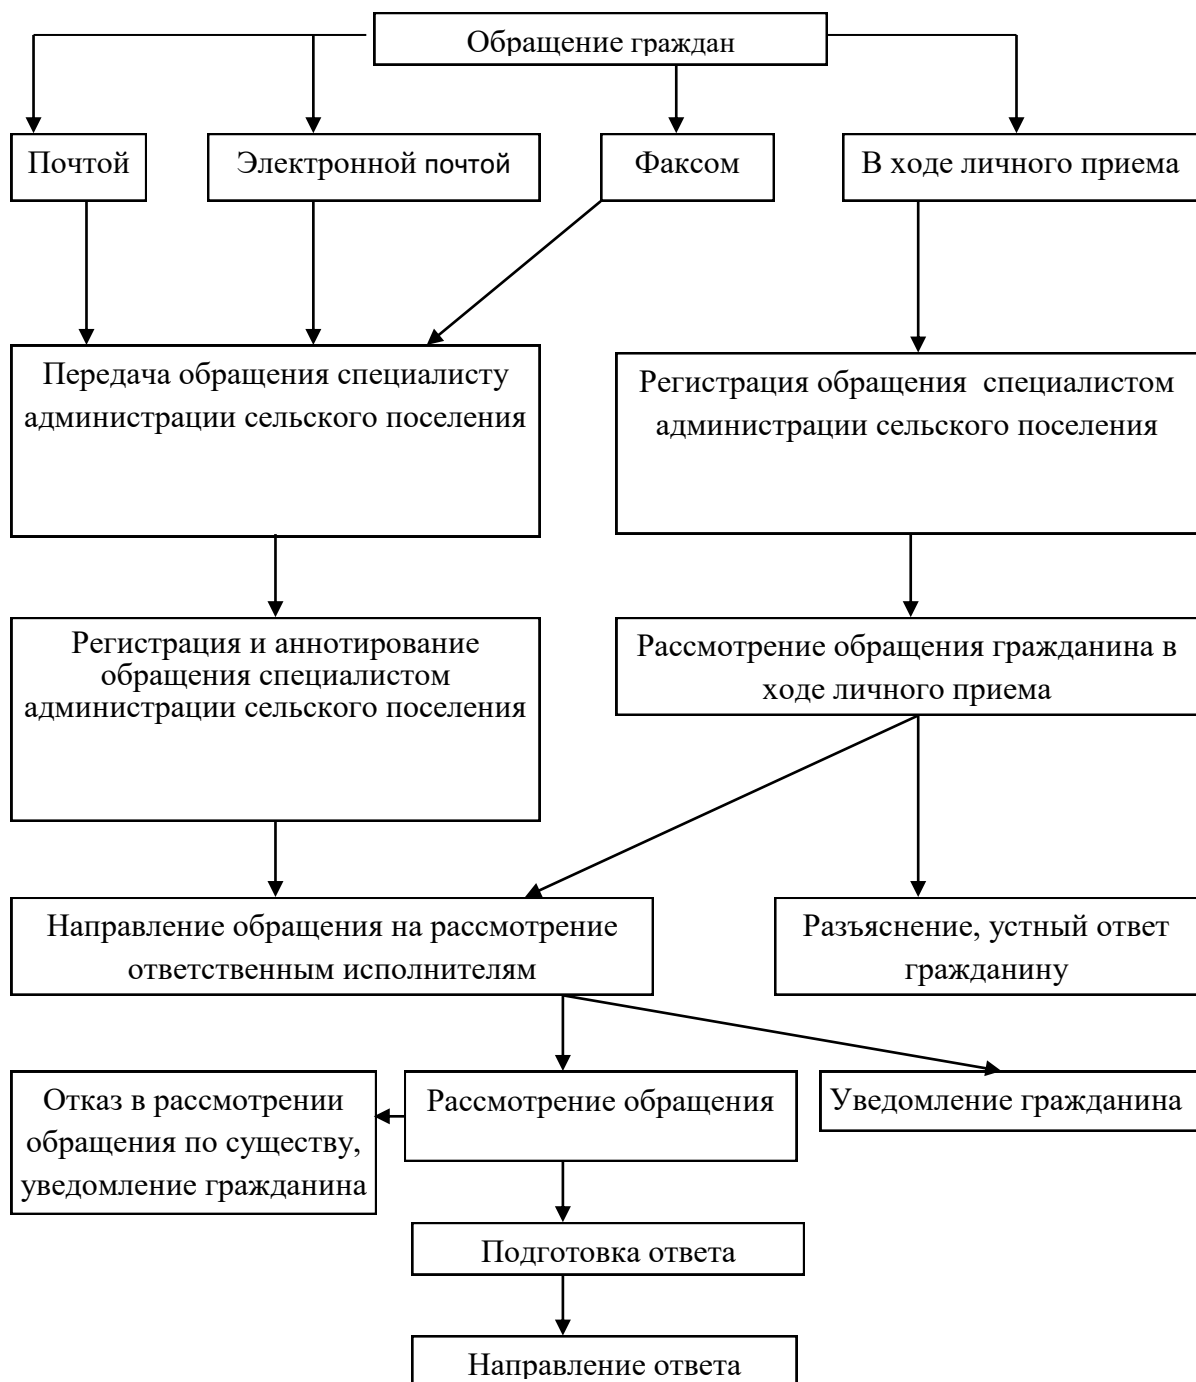 Обращение граждан
Почтой
Электронной почтой
Факсом
В ходе личного приема
Передача обращения специалисту
администрации сельского поселения
Регистрация обращения специалистом
администрации сельского поселения
Регистрация и аннотирование
обращения специалистом
администрации сельского поселения
Рассмотрение обращения гражданина в
ходе личного приема
Направление обращения на рассмотрение
ответственным исполнителям
Разъяснение, устный ответ
гражданину
Отказ в рассмотрении
обращения по существу,
уведомление гражданина
Рассмотрение обращения
Уведомление гражданина
Подготовка ответа
Направление ответа